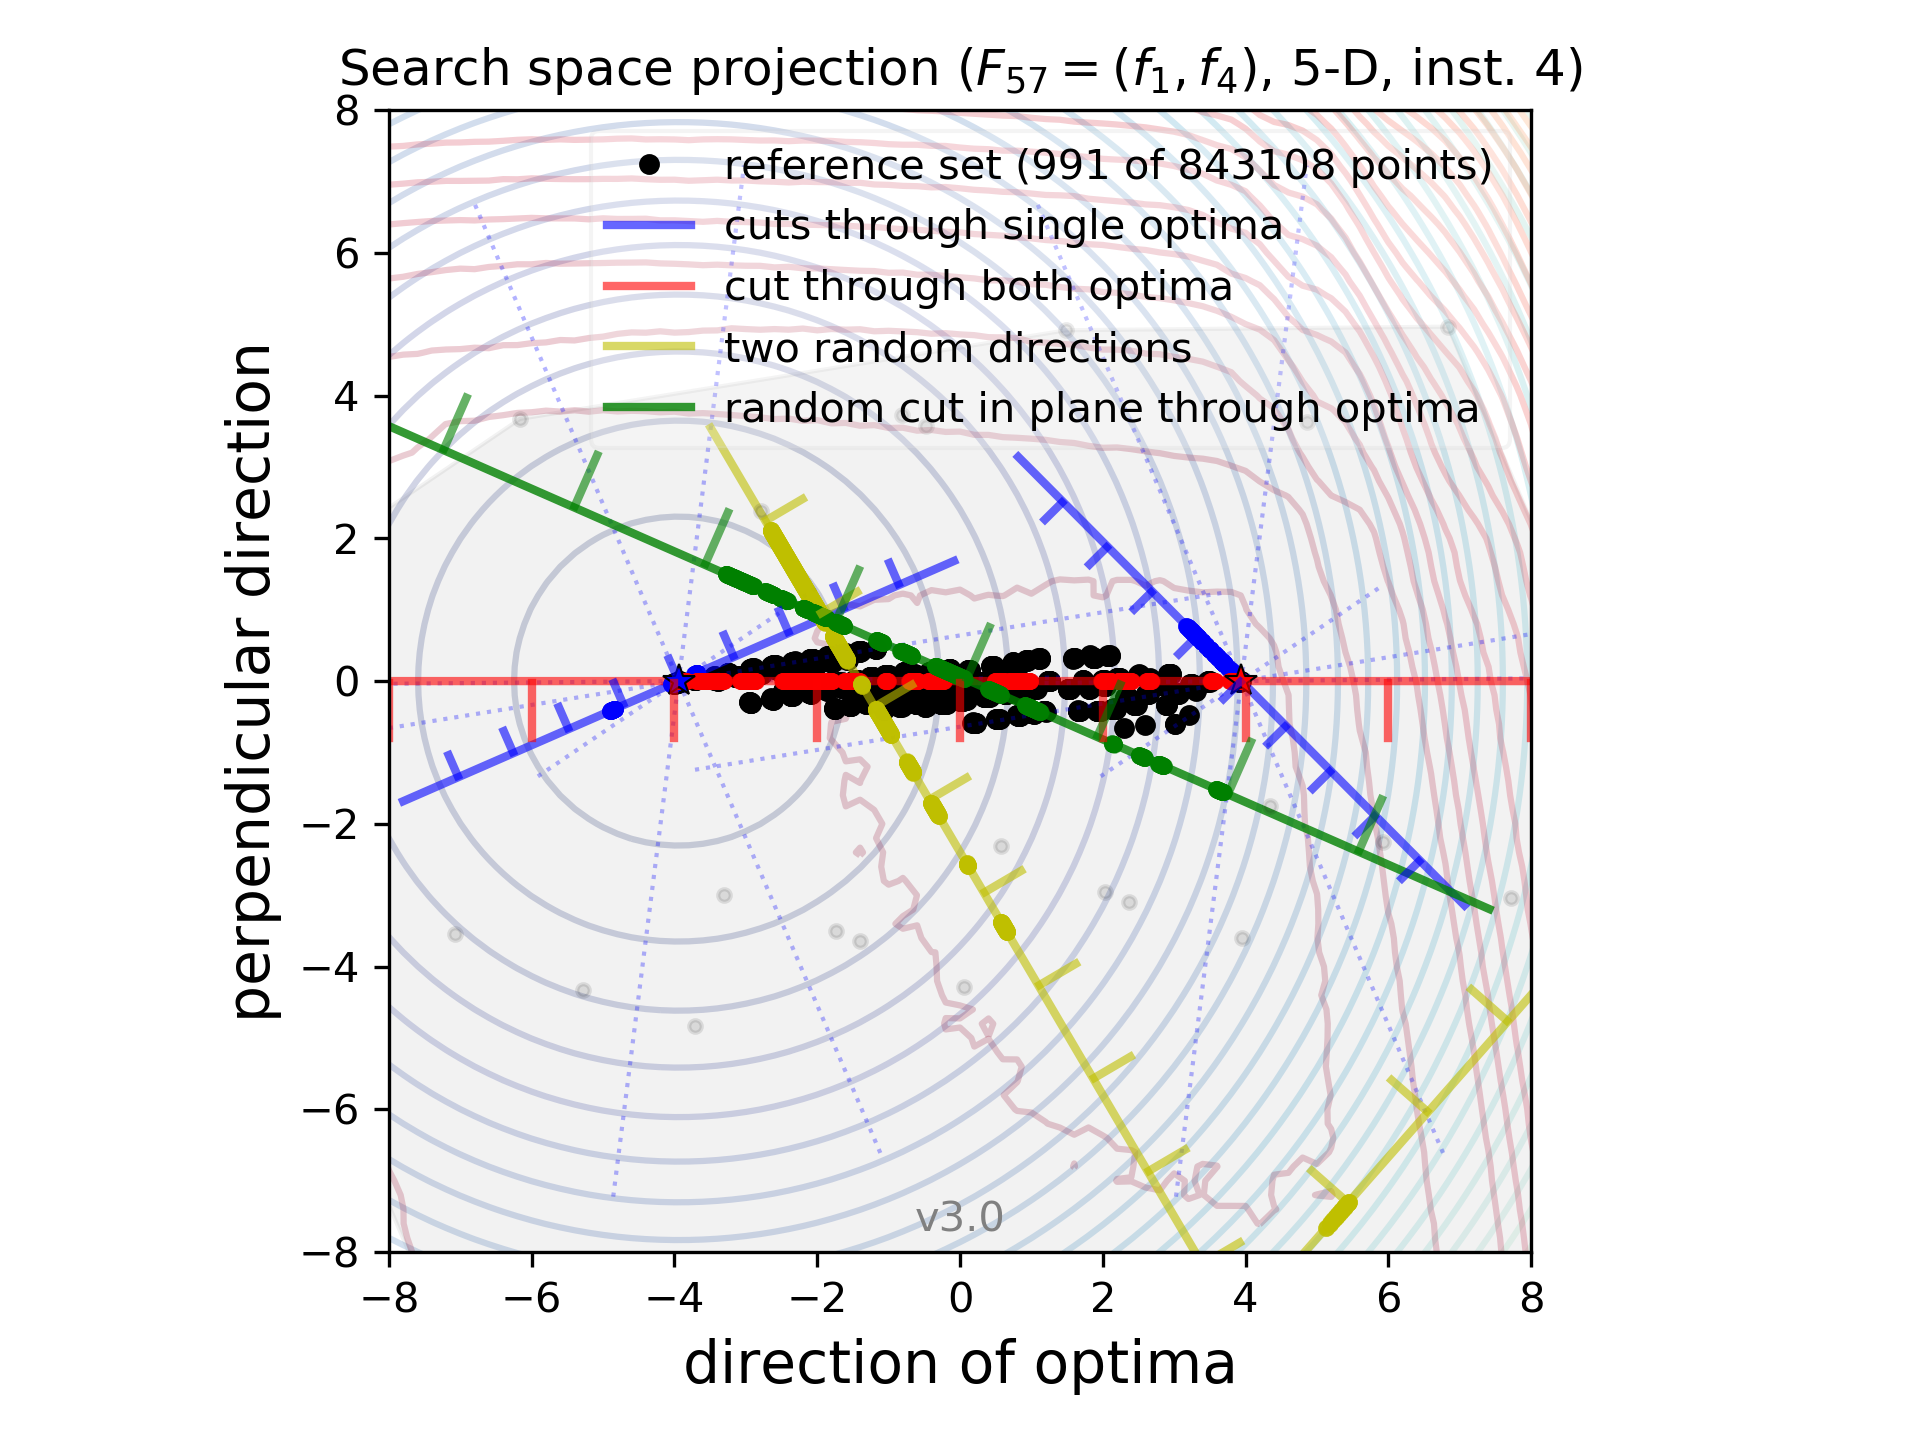 Search space projection (F₅₇ = (f₁, f₄), 5-D, inst. 4)
8
reference set (991 of 843108 points)
cuts through single optima
6
cut through both optima
two random directions
4
random cut in plane through optima
2
0
−2
−4
−6
−8
perpendicular direction
v3.0
−8 −6 −4 −2 0 2 4 6 8
direction of optima